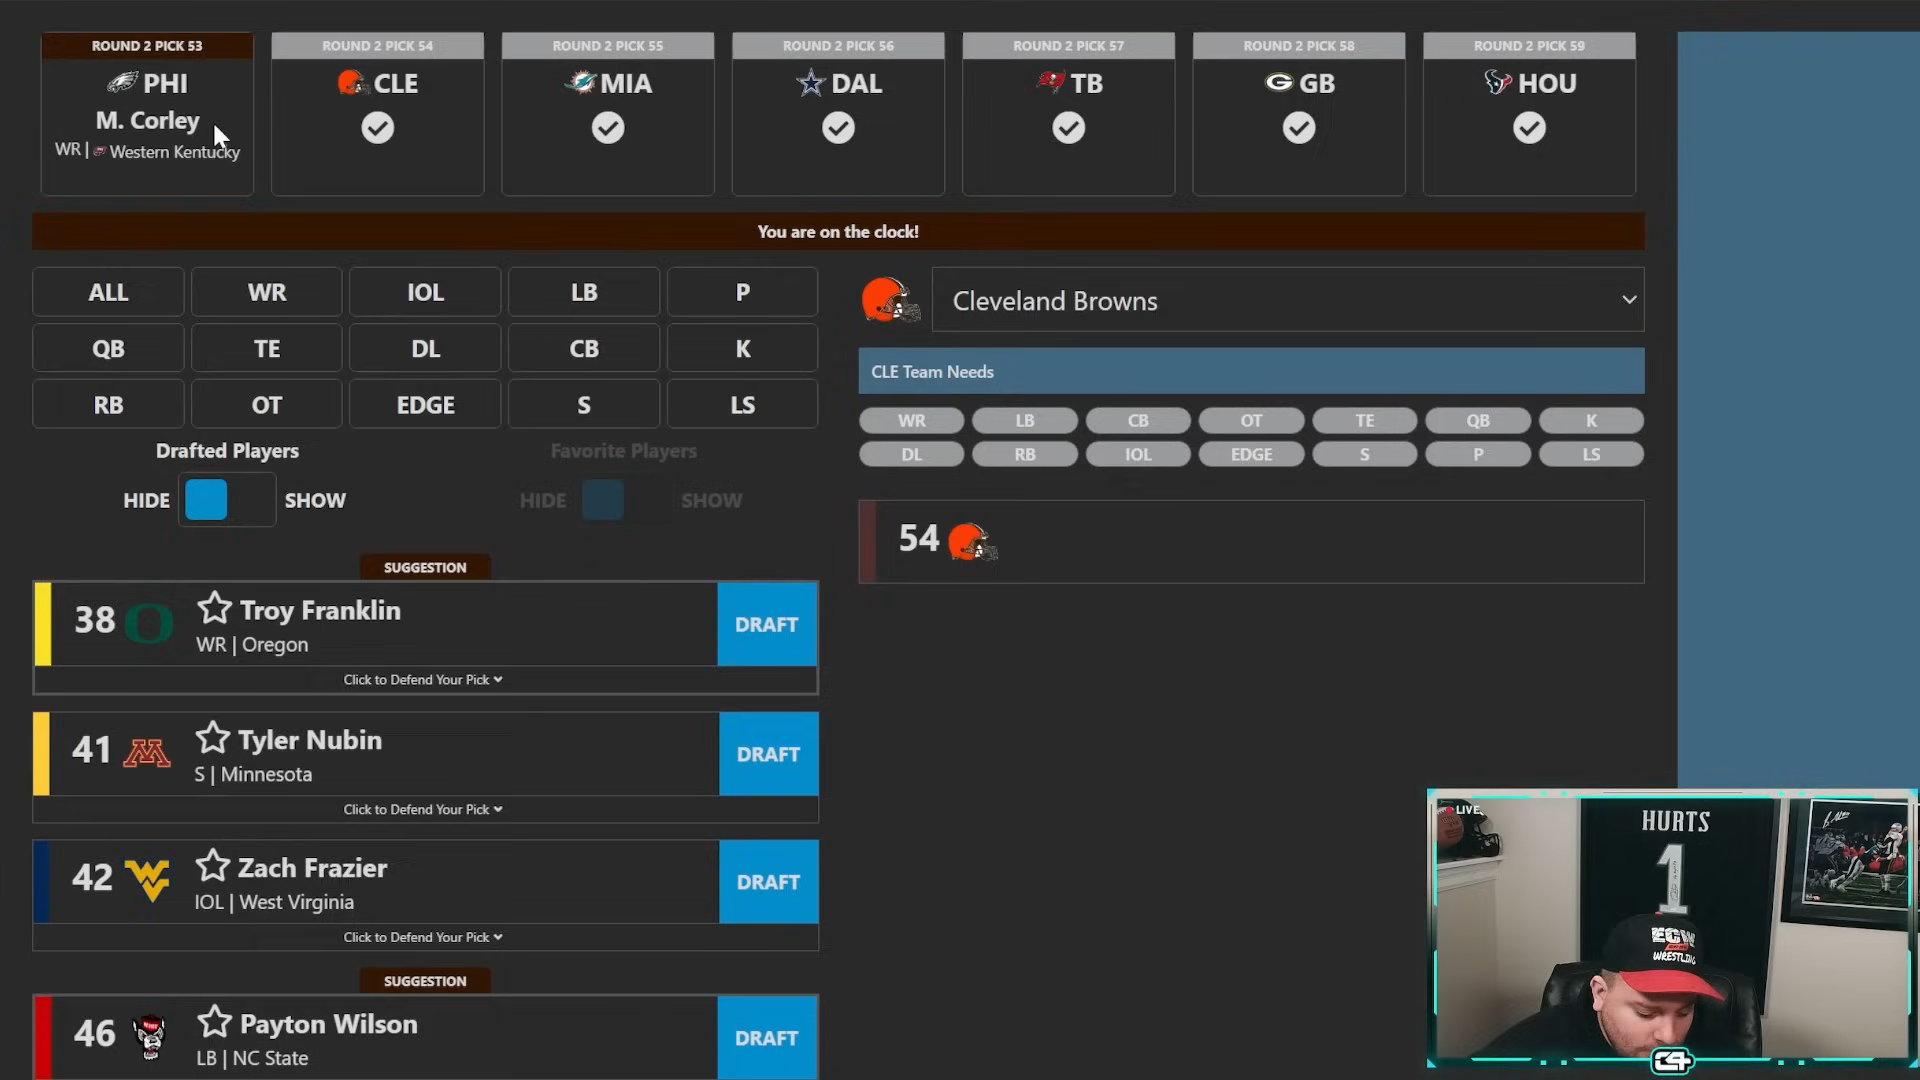 ROUND 2 PICK 53
PHI
M. Corley
WR | Western Kentucky
ROUND 2 PICK 54
CLE
ROUND 2 PICK 55
MIA
ROUND 2 PICK 56
DAL
ROUND 2 PICK 57
TB
ROUND 2 PICK 58
G GB
ROUND 2 PICK 59
HOU
You are on the clock!
ALL WR IOL LB P
QB TE DL CB K
RB OT EDGE S LS
Drafted Players
HIDE SHOW
Favorite Players
HIDE SHOW
SUGGESTION
38 O Troy Franklin
WR | Oregon
DRAFT
Click to Defend Your Pick
41 M Tyler Nubin
S | Minnesota
DRAFT
Click to Defend Your Pick
42 WV Zach Frazier
IOL | West Virginia
DRAFT
Click to Defend Your Pick
SUGGESTION
46 Payton Wilson
LB | NC State
DRAFT
Cleveland Browns
CLE Team Needs
WR LB CB OT TE QB K
DL RB IOL EDGE S P LS
54
LIVE
HURTS
1
ECW
WRESTLING
C4